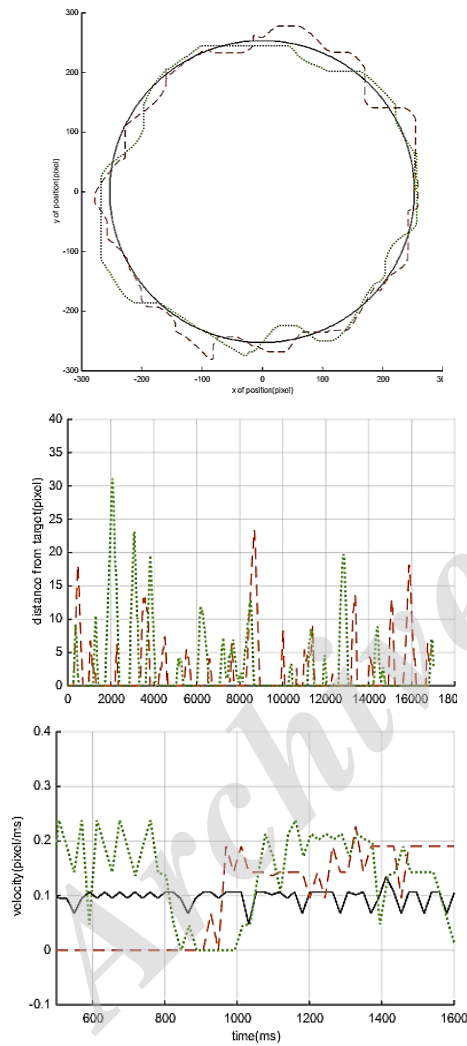 300
200
100
0
-100
-200
-300
y of position(pixel)
-300 -200 -100 0 100 200 30
x of position(pixel)
40
35
30
25
20
15
10
5
0
distance from target(pixel)
0 2000 4000 6000 8000 10000 12000 14000 16000 1800
0.4
0.3
0.2
0.1
0
-0.1
velocity(pixel/ms)
600 800 1000 1200 1400 1600
time(ms)
Archive